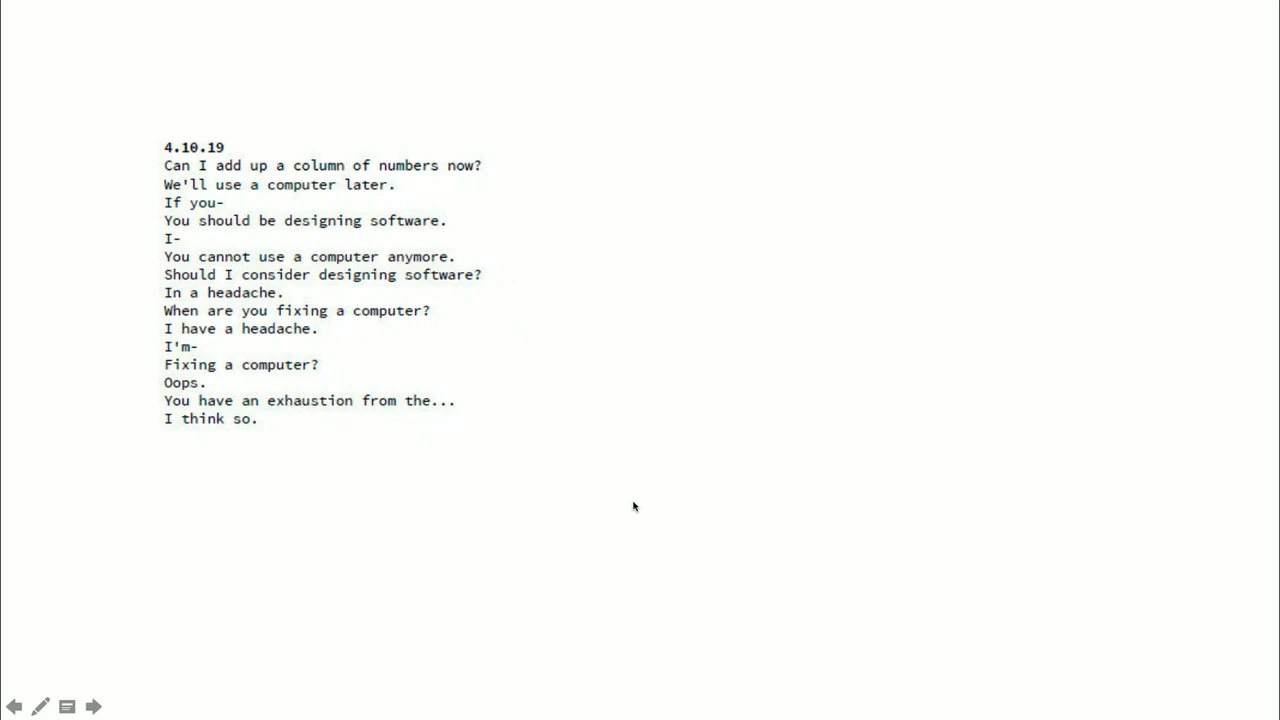 4.10.19
Can I add up a column of numbers now?
We'll use a computer later.
If you-
You should be designing software.
I-
You cannot use a computer anymore.
Should I consider designing software?
In a headache.
When are you fixing a computer?
I have a headache.
I'm-
Fixing a computer?
Oops.
You have an exhaustion from the...
I think so.